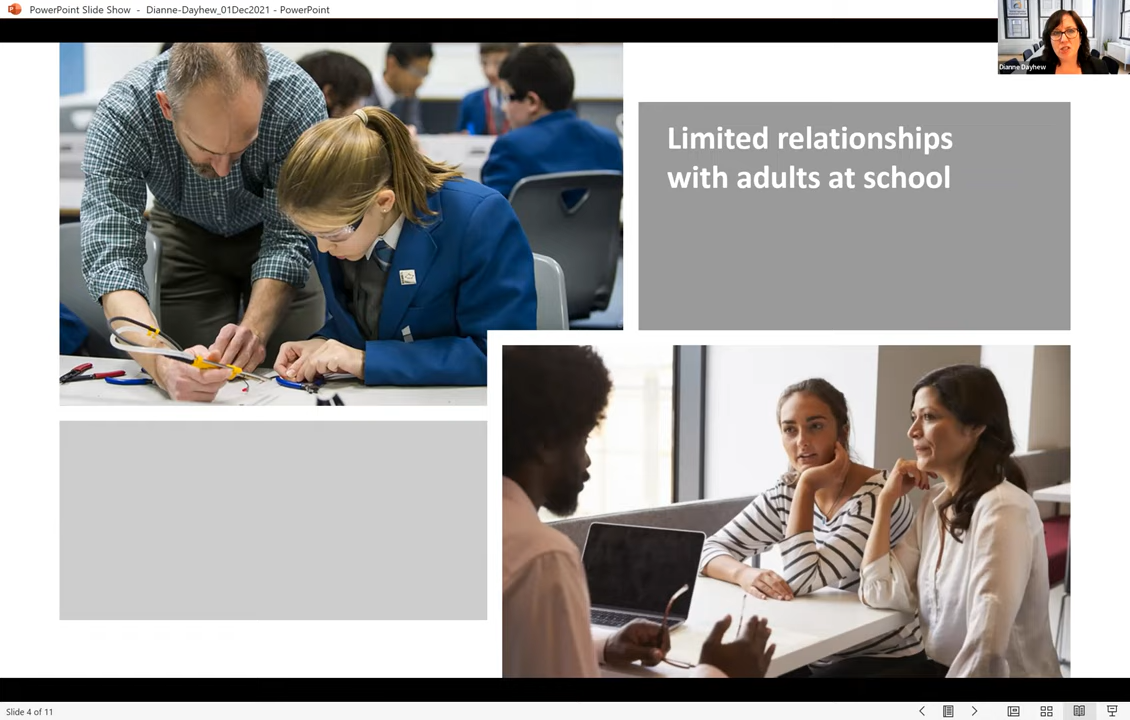 PowerPoint Slide Show - Dianne-Dayhew_01Dec2021 - PowerPoint
Dianne Dayhew
Limited relationships
with adults at school
Slide 4 of 11